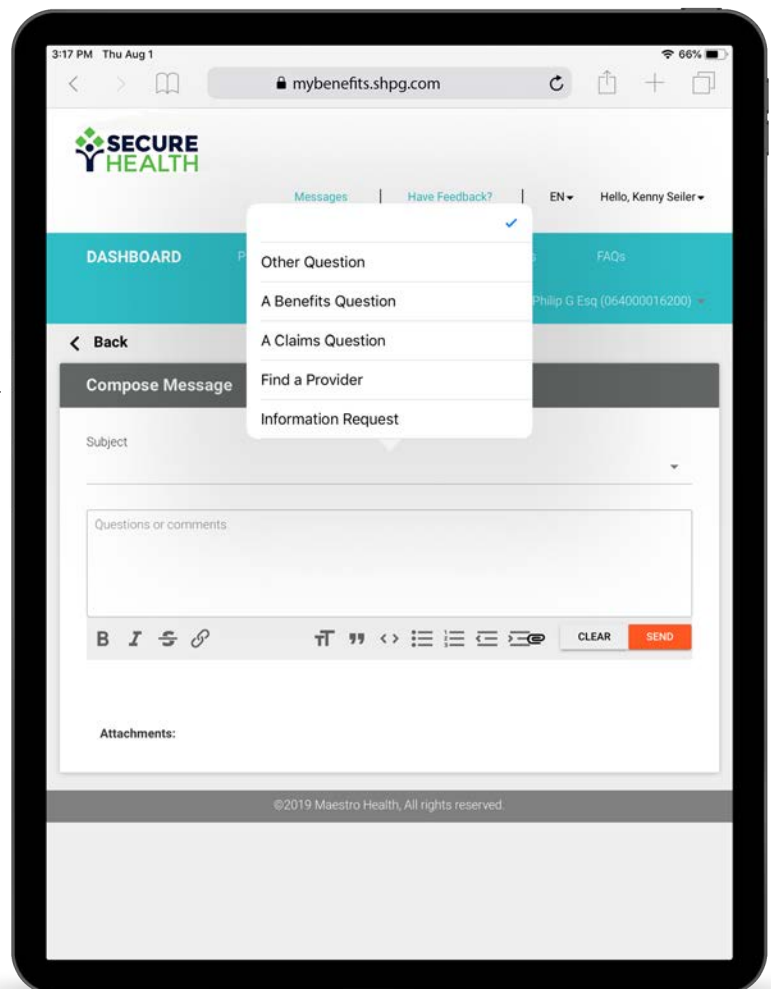 3:17 PM Thu Aug 1 66%
mybenefits.shpg.com
SECURE
HEALTH
Messages | Have Feedback? | EN Hello, Kenny Seiler
DASHBOARD P s FAQs
Other Question
Philip G Esq (064000016200)
A Benefits Question
A Claims Question
Back
Find a Provider
Compose Message
Information Request
Subject
Questions or comments
B I S
CLEAR SEND
Attachments:
©2019 Maestro Health, All rights reserved.